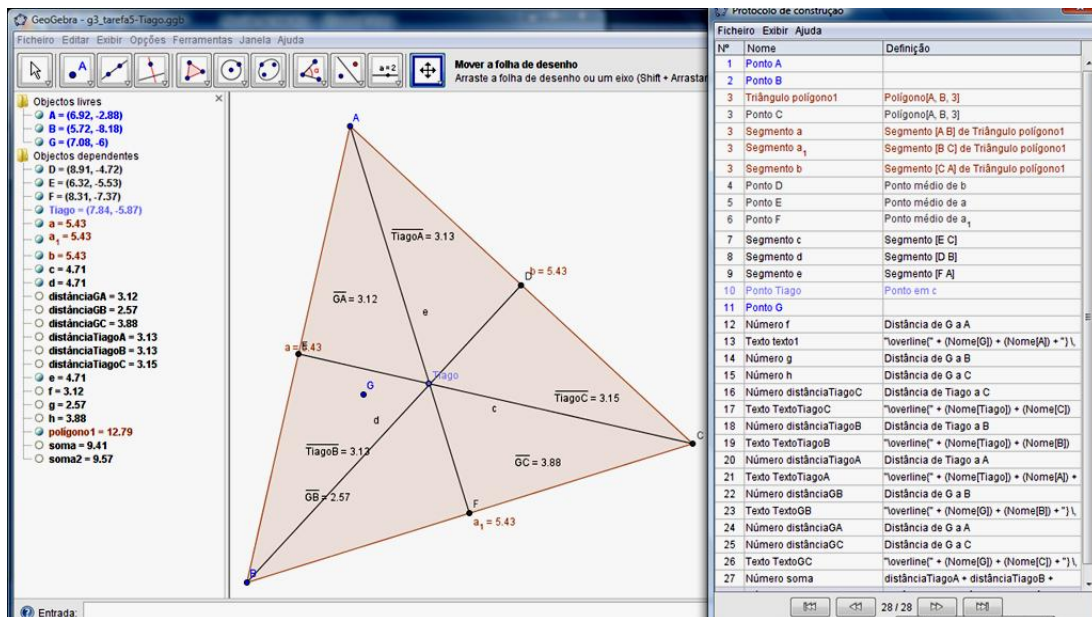 GeoGebra - g3_tarefa5-Tiago.ggb
Ficheiro Editar Exibir Opções Ferramentas Janela Ajuda
A
a=2
Mover a folha de desenho
Arraste a folha de desenho ou um eixo (Shift + Arrastar
Objectos livres
A = (6.92, -2.88)
B = (5.72, -8.18)
G = (7.08, -6)
Objectos dependentes
D = (8.91, -4.72)
E = (6.32, -5.53)
F = (8.31, -7.37)
Tiago = (7.84, -5.87)
a = 5.43
a₁ = 5.43
b = 5.43
c = 4.71
d = 4.71
distânciaGA = 3.12
distânciaGB = 2.57
distânciaGC = 3.88
distânciaTiagoA = 3.13
distânciaTiagoB = 3.13
distânciaTiagoC = 3.15
e = 4.71
f = 3.12
g = 2.57
h = 3.88
polígono1 = 12.79
soma = 9.41
soma2 = 9.57
A
TiagoA = 3.13
D
b = 5.43
GA = 3.12
e
a = 5.43
E
Tiago
G
TiagoC = 3.15
c
d
C
TiagoB = 3.13
GC = 3.88
GB = 2.57
F
a₁ = 5.43
B
Entrada:
Protocolo de construção
Ficheiro Exibir Ajuda
Nº Nome Definição
1 Ponto A
2 Ponto B
3 Triângulo polígono1 Polígono[A, B, 3]
3 Ponto C Polígono[A, B, 3]
3 Segmento a Segmento [A B] de Triângulo polígono1
3 Segmento a₁ Segmento [B C] de Triângulo polígono1
3 Segmento b Segmento [C A] de Triângulo polígono1
4 Ponto D Ponto médio de b
5 Ponto E Ponto médio de a
6 Ponto F Ponto médio de a₁
7 Segmento c Segmento [E C]
8 Segmento d Segmento [D B]
9 Segmento e Segmento [F A]
10 Ponto Tiago Ponto em c
11 Ponto G
12 Número f Distância de G a A
13 Texto texto1 "\overline{" + (Nome[G]) + (Nome[A]) + "} \,
14 Número g Distância de G a B
15 Número h Distância de G a C
16 Número distânciaTiagoC Distância de Tiago a C
17 Texto TextoTiagoC "\overline{" + (Nome[Tiago]) + (Nome[C])
18 Número distânciaTiagoB Distância de Tiago a B
19 Texto TextoTiagoB "\overline{" + (Nome[Tiago]) + (Nome[B])
20 Número distânciaTiagoA Distância de Tiago a A
21 Texto TextoTiagoA "\overline{" + (Nome[Tiago]) + (Nome[A]) +
22 Número distânciaGB Distância de G a B
23 Texto TextoGB "\overline{" + (Nome[G]) + (Nome[B]) + "} \,
24 Número distânciaGA Distância de G a A
25 Número distânciaGC Distância de G a C
26 Texto TextoGC "\overline{" + (Nome[G]) + (Nome[C]) + "} \,
27 Número soma distânciaTiagoA + distânciaTiagoB +
28 / 28